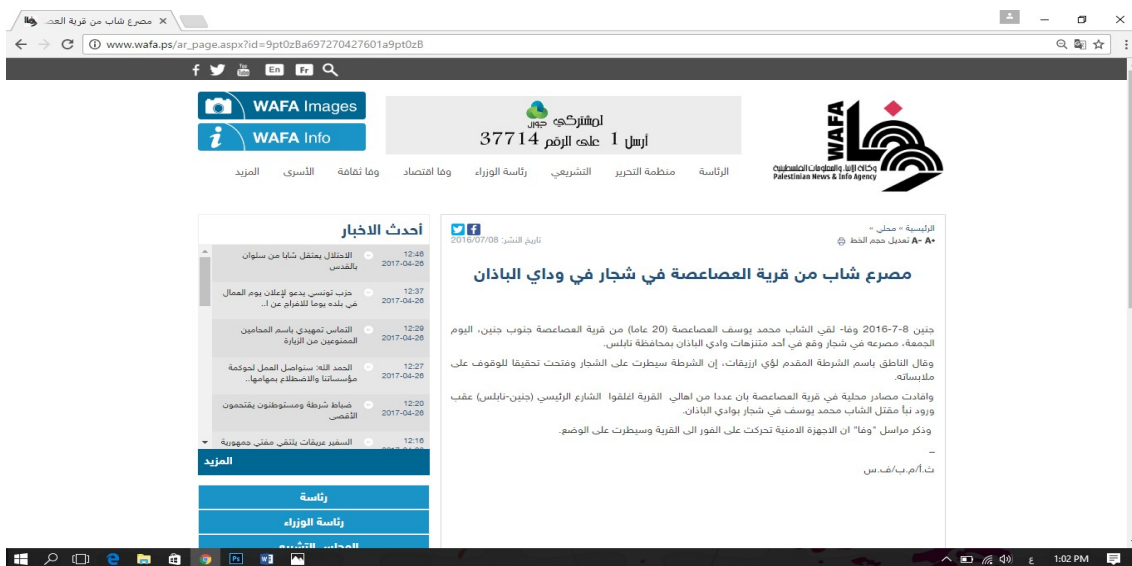 مصرع شاب من قرية العصـ
www.wafa.ps/ar_page.aspx?id=9pt0zBa697270427601a9pt0zB
En Fr
WAFA Images
WAFA Info
لمشتركي جوال
أرسل 1 على الرقم 37714
WAFA
وكالة الأنباء والمعلومات الفلسطينية
Palestinian News & Info Agency
الرئاسة منظمة التحرير التشريعي رئاسة الوزراء وفا اقتصاد وفا ثقافة الأسرى المزيد
الرئيسية » محلي »
A+ A- تعديل حجم الخط
تاريخ النشر: 2016/07/08
مصرع شاب من قرية العصاعصة في شجار في وداي الباذان
جنين 8-7-2016 وفا- لقي الشاب محمد يوسف العصاعصة (20 عاما) من قرية العصاعصة جنوب جنين، اليوم
الجمعة، مصرعه في شجار وقع في أحد متنزهات وادي الباذان بمحافظة نابلس.
وقال الناطق باسم الشرطة المقدم لؤي ارزيقات، إن الشرطة سيطرت على الشجار وفتحت تحقيقا للوقوف على
ملابساته.
وافادت مصادر محلية في قرية العصاعصة بان عددا من اهالي القرية اغلقوا الشارع الرئيسي (جنين-نابلس) عقب
ورود نبأ مقتل الشاب محمد يوسف في شجار بوادي الباذان.
وذكر مراسل "وفا" ان الاجهزة الامنية تحركت على الفور الى القرية وسيطرت على الوضع.
_
ث.أ/م.ب/ف.س
أحدث الاخبار
12:46
2017-04-26
الاحتلال يعتقل شابا من سلوان
بالقدس
12:37
2017-04-26
حزب تونسي يدعو لإعلان يوم العمال
في بلده يوما للافراج عن ا..
12:29
2017-04-26
التماس تمهيدي باسم المحامين
الممنوعين من الزيارة
12:27
2017-04-26
الحمد الله: سنواصل العمل لحوكمة
مؤسساتنا والاضطلاع بمهامها..
12:20
2017-04-26
ضباط شرطة ومستوطنون يقتحمون
الأقصى
12:16
السفير عريقات يلتقي مفتي جمهورية
المزيد
رئاسة
رئاسة الوزراء
المجلس التشريعي
ع 1:02 PM